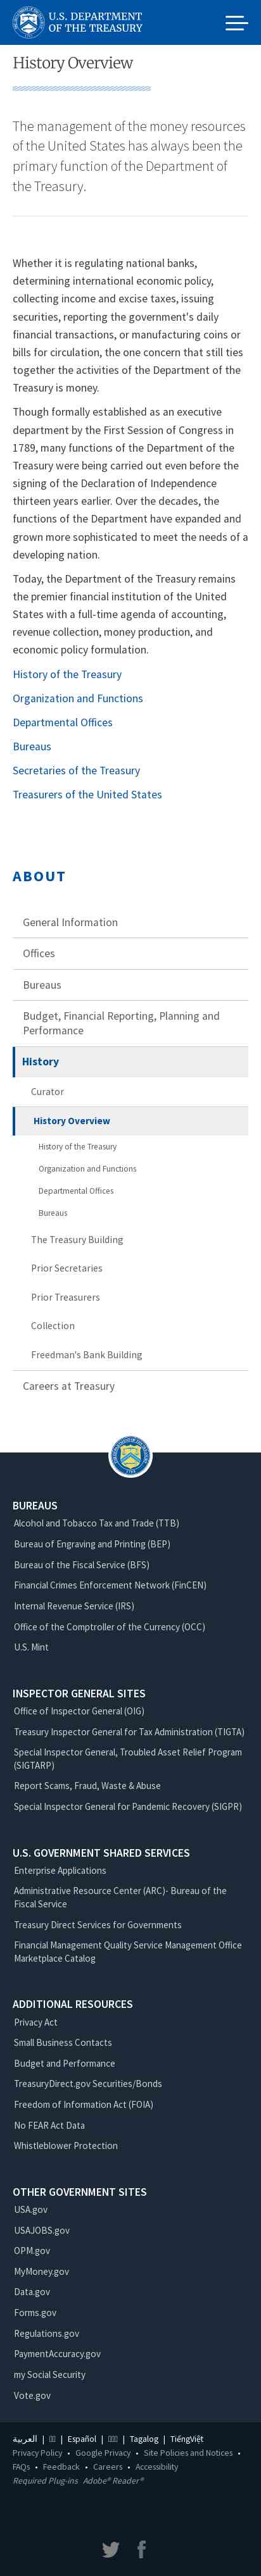 U.S. DEPARTMENT
OF THE TREASURY
History Overview
The management of the money resources
of the United States has always been the
primary function of the Department of
the Treasury.
Whether it is regulating national banks,
determining international economic policy,
collecting income and excise taxes, issuing
securities, reporting the government's daily
financial transactions, or manufacturing coins or
bills for circulation, the one concern that still ties
together the activities of the Department of the
Treasury is money.
Though formally established as an executive
department by the First Session of Congress in
1789, many functions of the Department of the
Treasury were being carried out even before the
signing of the Declaration of Independence
thirteen years earlier. Over the decades, the
functions of the Department have expanded and
grown more sophisticated to meet the needs of a
developing nation.
Today, the Department of the Treasury remains
the premier financial institution of the United
States with a full-time agenda of accounting,
revenue collection, money production, and
economic policy formulation.
History of the Treasury
Organization and Functions
Departmental Offices
Bureaus
Secretaries of the Treasury
Treasurers of the United States
ABOUT
General Information
Offices
Bureaus
Budget, Financial Reporting, Planning and
Performance
History
Curator
History Overview
History of the Treasury
Organization and Functions
Departmental Offices
Bureaus
The Treasury Building
Prior Secretaries
Prior Treasurers
Collection
Freedman's Bank Building
Careers at Treasury
BUREAUS
Alcohol and Tobacco Tax and Trade (TTB)
Bureau of Engraving and Printing (BEP)
Bureau of the Fiscal Service (BFS)
Financial Crimes Enforcement Network (FinCEN)
Internal Revenue Service (IRS)
Office of the Comptroller of the Currency (OCC)
U.S. Mint
INSPECTOR GENERAL SITES
Office of Inspector General (OIG)
Treasury Inspector General for Tax Administration (TIGTA)
Special Inspector General, Troubled Asset Relief Program
(SIGTARP)
Report Scams, Fraud, Waste & Abuse
Special Inspector General for Pandemic Recovery (SIGPR)
U.S. GOVERNMENT SHARED SERVICES
Enterprise Applications
Administrative Resource Center (ARC)- Bureau of the
Fiscal Service
Treasury Direct Services for Governments
Financial Management Quality Service Management Office
Marketplace Catalog
ADDITIONAL RESOURCES
Privacy Act
Small Business Contacts
Budget and Performance
TreasuryDirect.gov Securities/Bonds
Freedom of Information Act (FOIA)
No FEAR Act Data
Whistleblower Protection
OTHER GOVERNMENT SITES
USA.gov
USAJOBS.gov
OPM.gov
MyMoney.gov
Data.gov
Forms.gov
Regulations.gov
PaymentAccuracy.gov
my Social Security
Vote.gov
العربية | | Español | | Tagalog | TiếngViệt
Privacy Policy • Google Privacy • Site Policies and Notices •
FAQs • Feedback • Careers • Accessibility
Required Plug-ins Adobe® Reader®